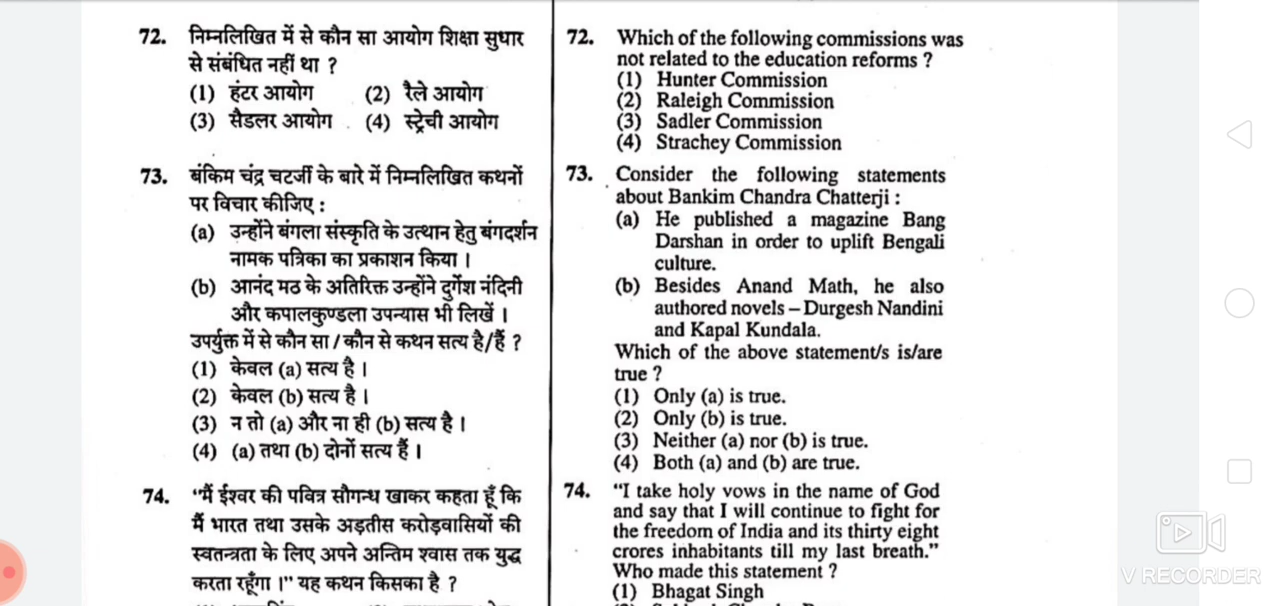 72. निम्नलिखित में से कौन सा आयोग शिक्षा सुधार
से संबंधित नहीं था ?
(1) हंटर आयोग (2) रैले आयोग
(3) सैडलर आयोग (4) स्ट्रेची आयोग
73. बंकिम चंद्र चटर्जी के बारे में निम्नलिखित कथनों
पर विचार कीजिए :
(a) उन्होंने बंगला संस्कृति के उत्थान हेतु बंगदर्शन
नामक पत्रिका का प्रकाशन किया ।
(b) आनंद मठ के अतिरिक्त उन्होंने दुर्गेश नंदिनी
और कपालकुण्डला उपन्यास भी लिखें ।
उपर्युक्त में से कौन सा / कौन से कथन सत्य है/हैं ?
(1) केवल (a) सत्य है ।
(2) केवल (b) सत्य है ।
(3) न तो (a) और ना ही (b) सत्य है ।
(4) (a) तथा (b) दोनों सत्य हैं ।
74. “मैं ईश्वर की पवित्र सौगन्ध खाकर कहता हूँ कि
मैं भारत तथा उसके अड़तीस करोड़वासियों की
स्वतन्त्रता के लिए अपने अन्तिम श्वास तक युद्ध
करता रहूँगा ।” यह कथन किसका है ?
72. Which of the following commissions was
not related to the education reforms ?
(1) Hunter Commission
(2) Raleigh Commission
(3) Sadler Commission
(4) Strachey Commission
73. Consider the following statements
about Bankim Chandra Chatterji :
(a) He published a magazine Bang
Darshan in order to uplift Bengali
culture.
(b) Besides Anand Math, he also
authored novels – Durgesh Nandini
and Kapal Kundala.
Which of the above statement/s is/are
true ?
(1) Only (a) is true.
(2) Only (b) is true.
(3) Neither (a) nor (b) is true.
(4) Both (a) and (b) are true.
74. “I take holy vows in the name of God
and say that I will continue to fight for
the freedom of India and its thirty eight
crores inhabitants till my last breath.”
Who made this statement ?
(1) Bhagat Singh
V RECORDER